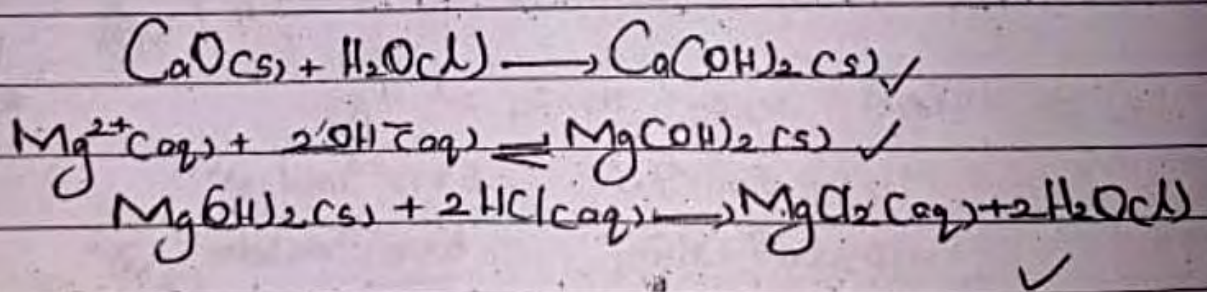 CaO(s) + H₂O(l) → Ca(OH)₂(s) ✓
Mg²⁺(aq) + 2OH⁻(aq) ⇌ Mg(OH)₂(s) ✓
Mg(OH)₂(s) + 2HCl(aq) → MgCl₂(aq) + 2H₂O(l)
✓